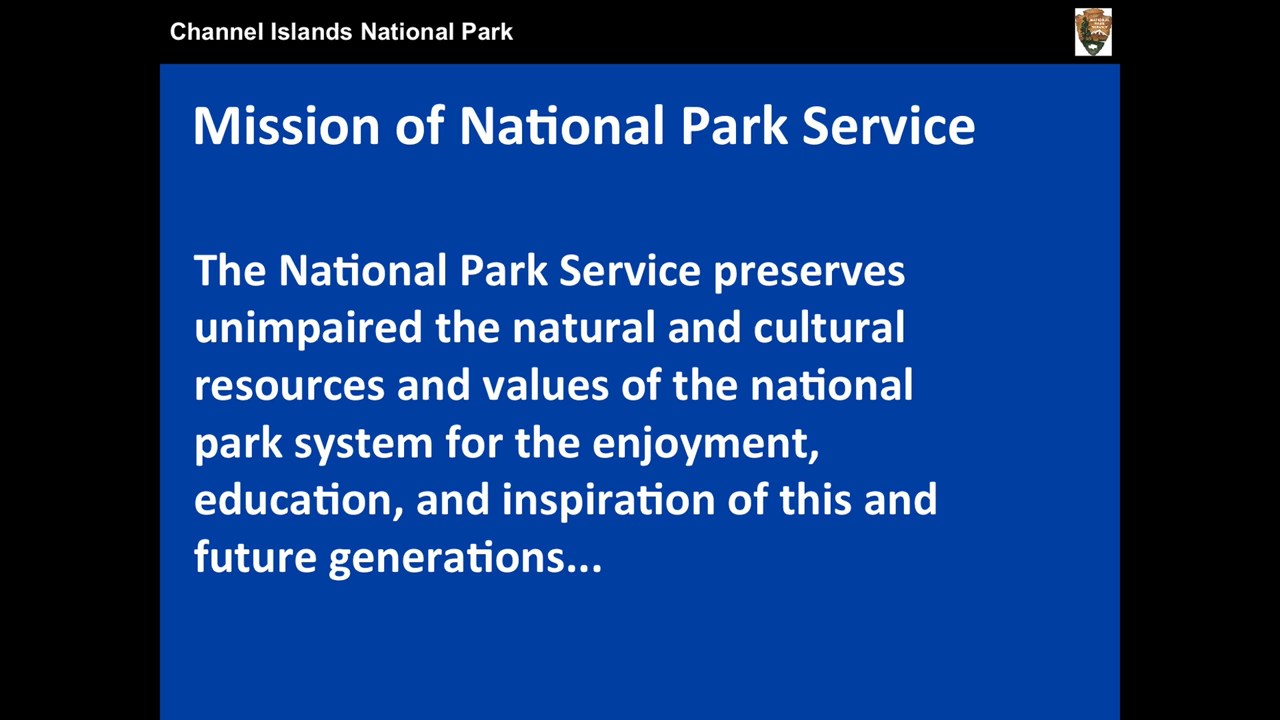 Channel Islands National Park
Mission of National Park Service
The National Park Service preserves
unimpaired the natural and cultural
resources and values of the national
park system for the enjoyment,
education, and inspiration of this and
future generations...